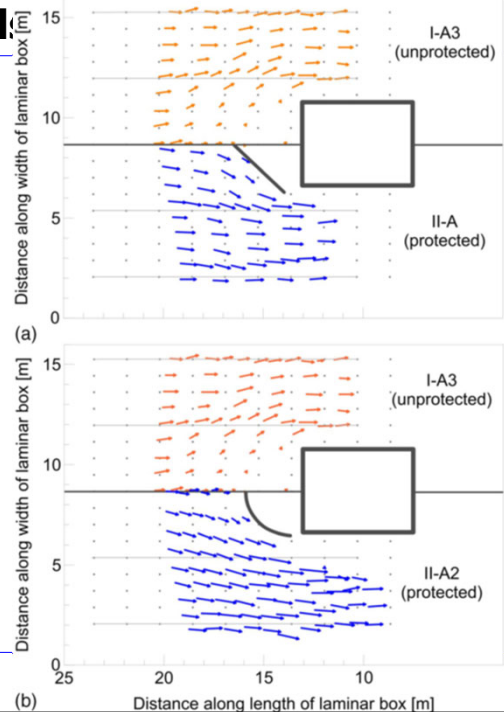 15
10
5
0
Distance along width of laminar box [m]
I-A3
(unprotected)
II-A
(protected)
(a)
15
10
5
0
Distance along width of laminar box [m]
I-A3
(unprotected)
II-A2
(protected)
25
20
15
10
(b)
Distance along length of laminar box [m]